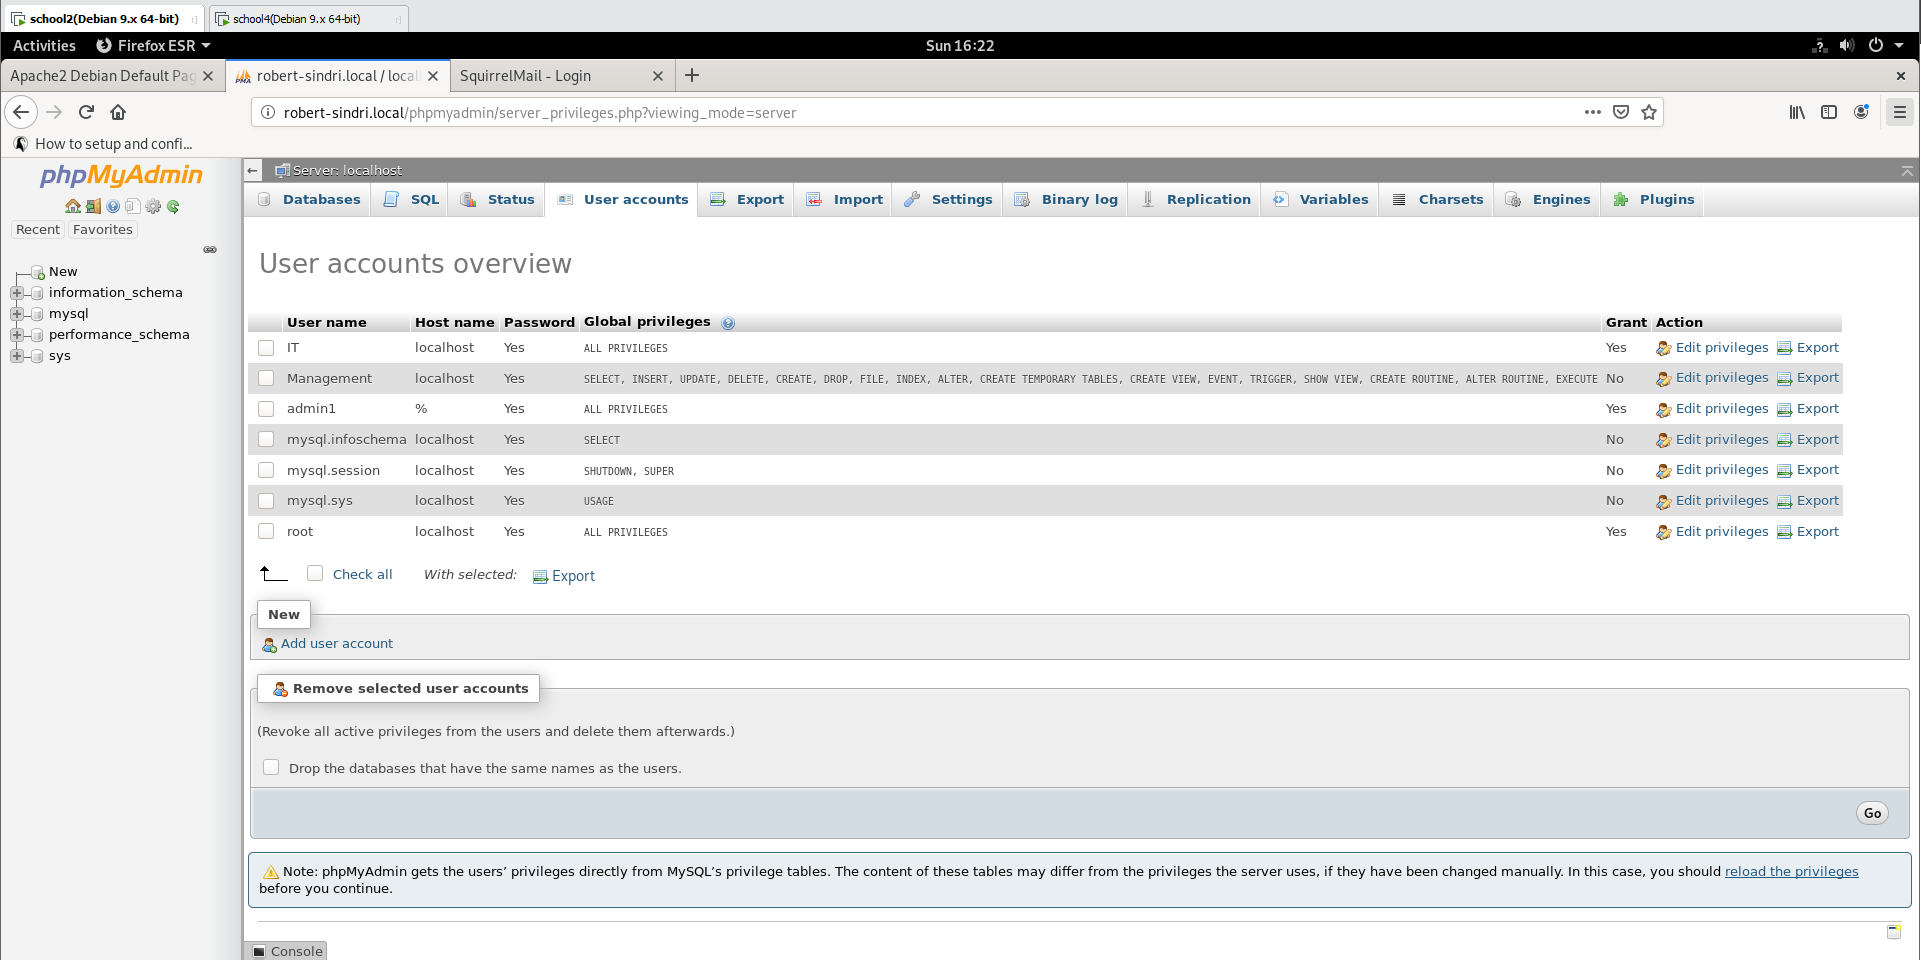 school2(Debian 9.x 64-bit) school4(Debian 9.x 64-bit)
Activities Firefox ESR Sun 16:22
Apache2 Debian Default Pag robert-sindri.local / local SquirrelMail - Login
robert-sindri.local/phpmyadmin/server_privileges.php?viewing_mode=server
How to setup and confi...
phpMyAdmin
Recent Favorites
New
information_schema
mysql
performance_schema
sys
Server: localhost
Databases SQL Status User accounts Export Import Settings Binary log Replication Variables Charsets Engines Plugins
User accounts overview
User name Host name Password Global privileges Grant Action
IT localhost Yes ALL PRIVILEGES Yes Edit privileges Export
Management localhost Yes SELECT, INSERT, UPDATE, DELETE, CREATE, DROP, FILE, INDEX, ALTER, CREATE TEMPORARY TABLES, CREATE VIEW, EVENT, TRIGGER, SHOW VIEW, CREATE ROUTINE, ALTER ROUTINE, EXECUTE No Edit privileges Export
admin1 % Yes ALL PRIVILEGES Yes Edit privileges Export
mysql.infoschema localhost Yes SELECT No Edit privileges Export
mysql.session localhost Yes SHUTDOWN, SUPER No Edit privileges Export
mysql.sys localhost Yes USAGE No Edit privileges Export
root localhost Yes ALL PRIVILEGES Yes Edit privileges Export
Check all With selected: Export
New
Add user account
Remove selected user accounts
(Revoke all active privileges from the users and delete them afterwards.)
Drop the databases that have the same names as the users.
Go
Note: phpMyAdmin gets the users’ privileges directly from MySQL’s privilege tables. The content of these tables may differ from the privileges the server uses, if they have been changed manually. In this case, you should reload the privileges
before you continue.
Console